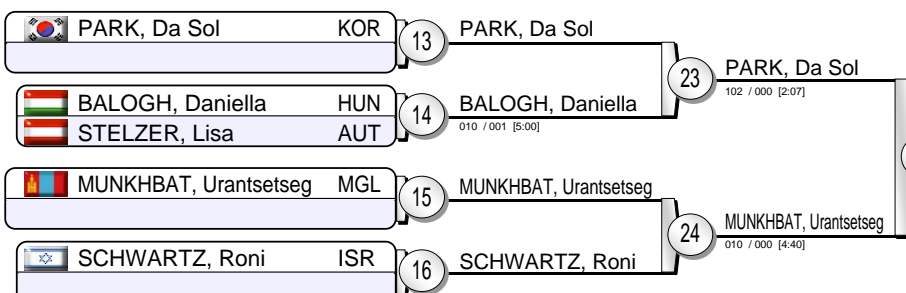 PARK, Da Sol KOR
13
PARK, Da Sol
BALOGH, Daniella HUN
STELZER, Lisa AUT
14
BALOGH, Daniella
010 / 001 [5:00]
23
PARK, Da Sol
102 / 000 [2:07]
MUNKHBAT, Urantsetseg MGL
15
MUNKHBAT, Urantsetseg
SCHWARTZ, Roni ISR
16
SCHWARTZ, Roni
24
MUNKHBAT, Urantsetseg
010 / 000 [4:40]